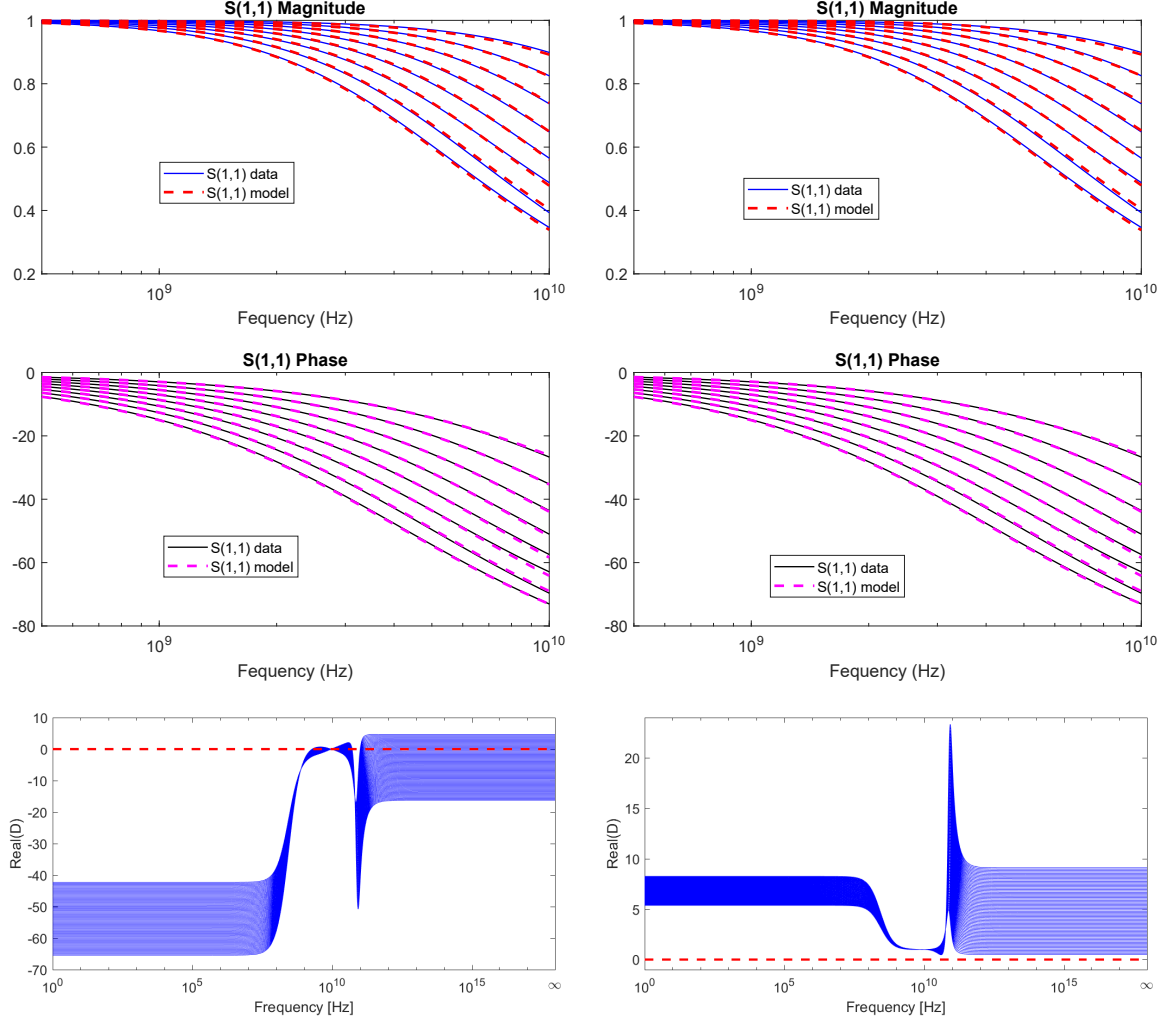 S(1,1) Magnitude
1
0.8
0.6
0.4
0.2
S(1,1) data
S(1,1) model
10^9
10^10
Fequency (Hz)
S(1,1) Magnitude
1
0.8
0.6
0.4
0.2
S(1,1) data
S(1,1) model
10^9
10^10
Fequency (Hz)
S(1,1) Phase
0
-20
-40
-60
-80
S(1,1) data
S(1,1) model
10^9
10^10
Fequency (Hz)
S(1,1) Phase
0
-20
-40
-60
-80
S(1,1) data
S(1,1) model
10^9
10^10
Fequency (Hz)
Real(D)
10
0
-10
-20
-30
-40
-50
-60
-70
10^0
10^5
10^10
10^15
∞
Frequency [Hz]
Real(D)
20
15
10
5
0
10^0
10^5
10^10
10^15
∞
Frequency [Hz]